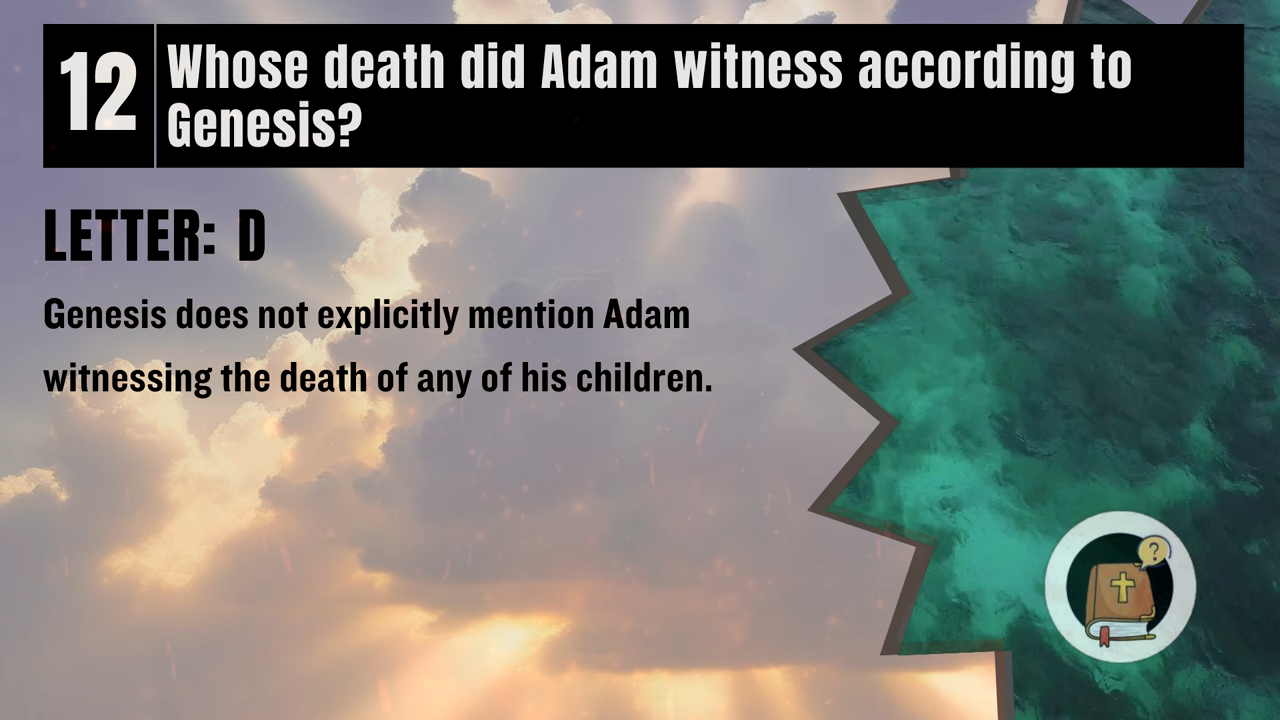 12
Whose death did Adam witness according to
Genesis?
LETTER: D
Genesis does not explicitly mention Adam
witnessing the death of any of his children.
?